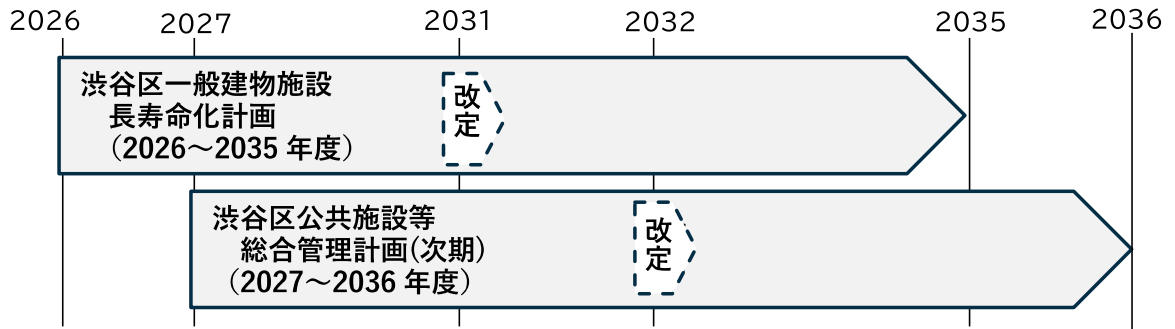 2026 2027 2031 2032 2035 2036
渋谷区一般建物施設
長寿命化計画
（2026～2035 年度）
改定
渋谷区公共施設等
総合管理計画(次期)
（2027～2036 年度）
改定